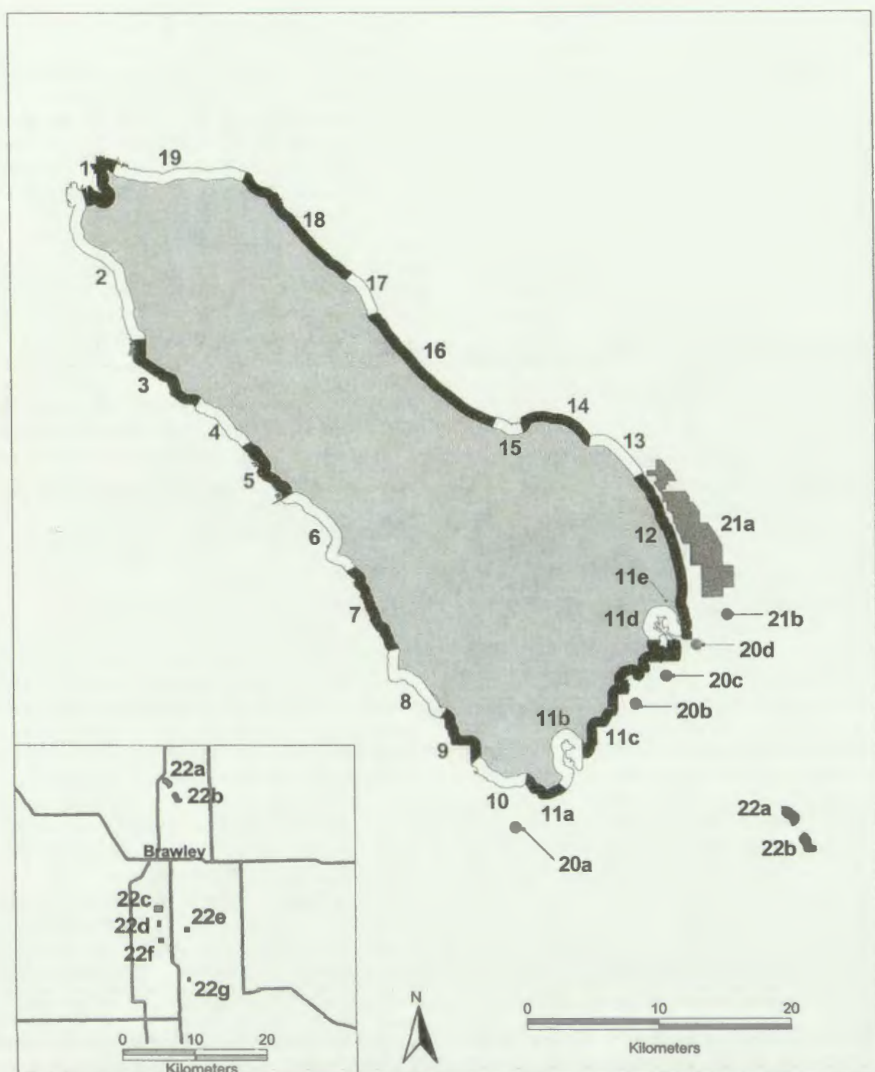 1
19
18
2
17
16
3
14
4
15
13
5
12
21a
6
11e
7
11d
21b
20d
20c
8
20b
11b
11c
9
10
11a
20a
22a
22b
22a
22b
Brawley
22c
22d
22e
22f
22g
N
0 10 20
Kilometers
0 10 20
Kilometers